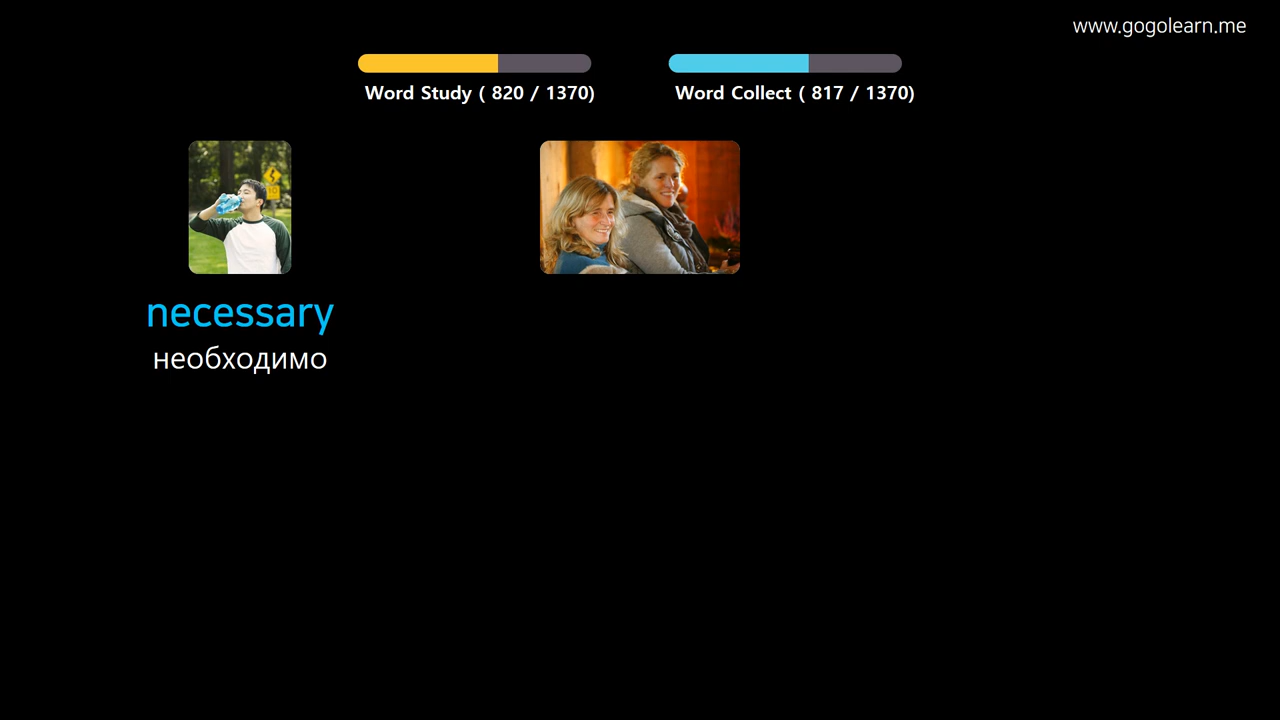 www.gogolearn.me
Word Study ( 820 / 1370)
Word Collect ( 817 / 1370)
necessary
необходимо